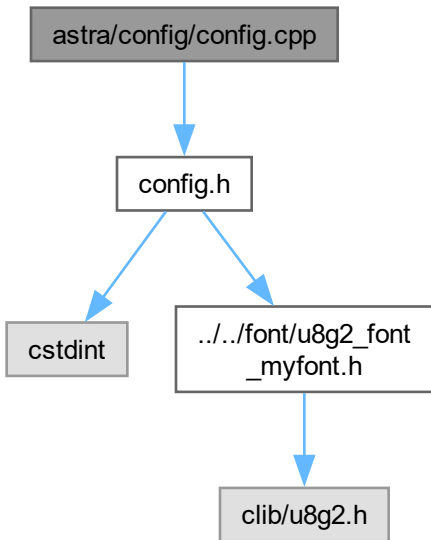 astra/config/config.cpp
config.h
cstdint
../../font/u8g2_font
_myfont.h
clib/u8g2.h